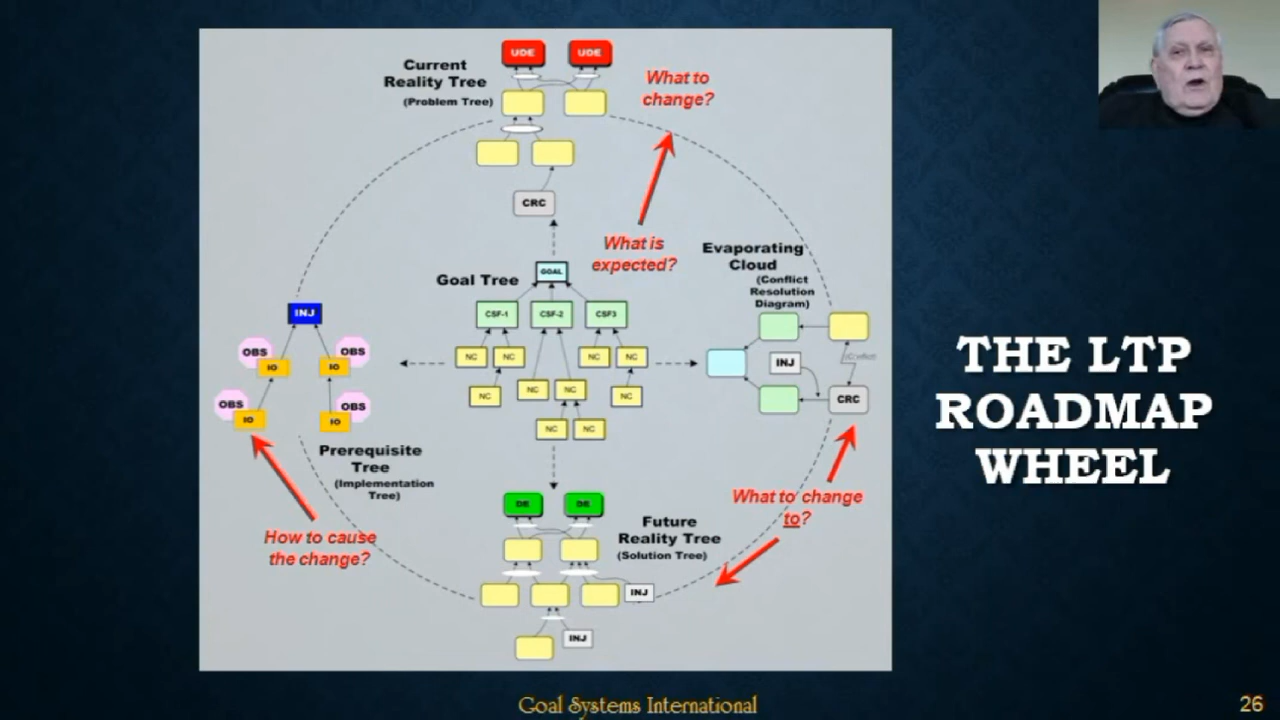 UDE
UDE
Current
Reality Tree
(Problem Tree)
What to
change?
CRC
What is
expected?
Evaporating
Cloud
(Conflict
Resolution
Diagram)
Goal Tree
GOAL
CSF-1
CSF-2
CSF3
INJ
OBS
IO
OBS
IO
NC
NC
NC
NC
INJ
(Conflict)
NC
NC
NC
NC
OBS
IO
OBS
IO
CRC
NC
NC
THE LTP
ROADMAP
WHEEL
Prerequisite
Tree
(Implementation
Tree)
How to cause
the change?
What to change
to?
DE
DE
Future
Reality Tree
(Solution Tree)
INJ
INJ
Goal Systems International
26